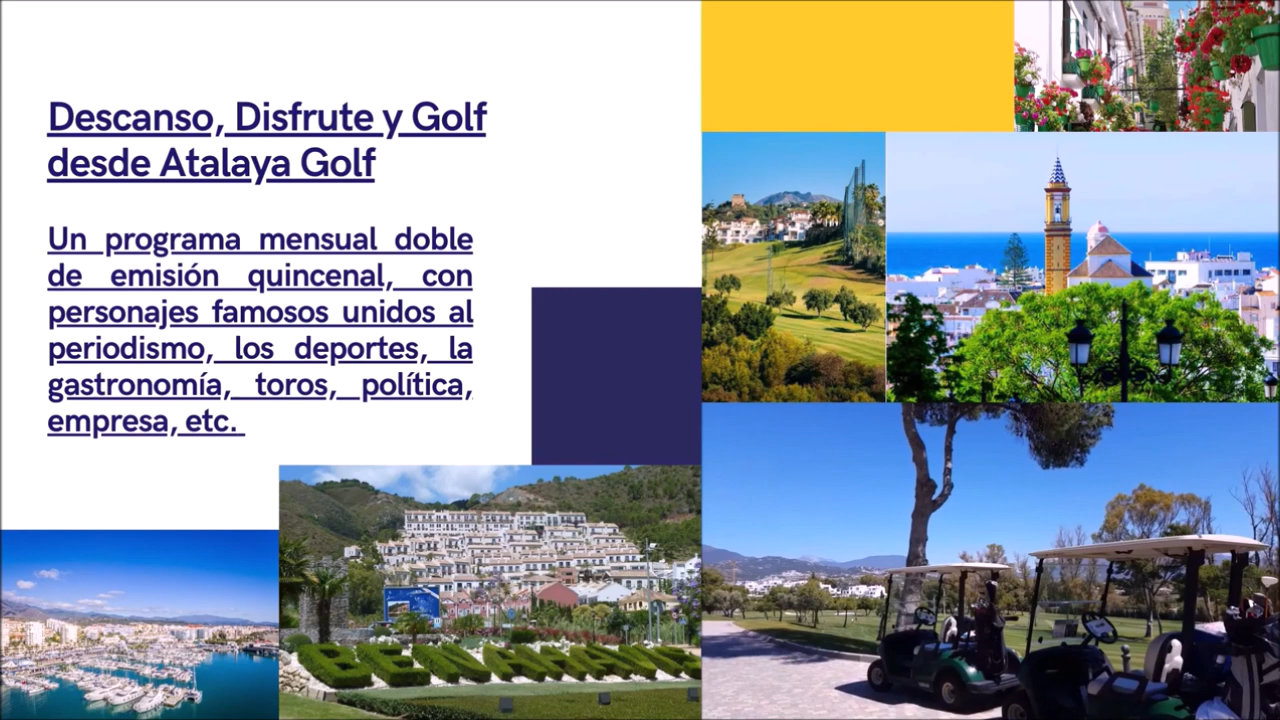 Descanso, Disfrute y Golf
desde Atalaya Golf
Un programa mensual doble
de emisión quincenal, con
personajes famosos unidos al
periodismo, los deportes, la
gastronomía, toros, política,
empresa, etc.
BENAHAVIS